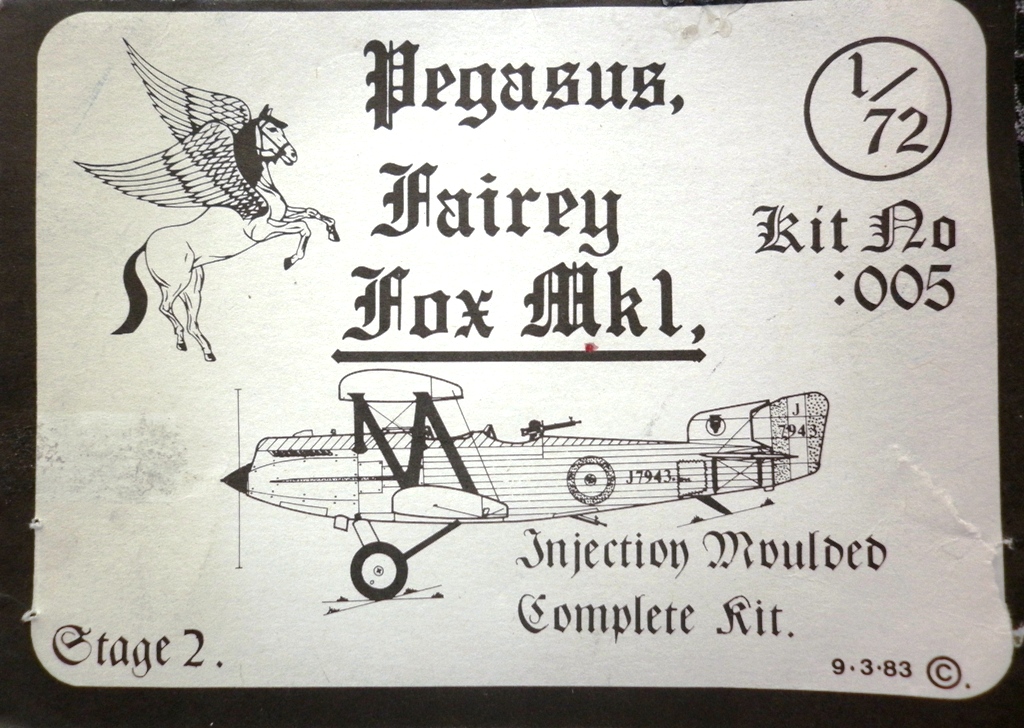 Pegasus,
1/72
Fairey
Kit No
:005
Fox Mk1,
J
7943
J7943
Injection Moulded
Complete Kit.
Stage 2.
9·3·83 ©.